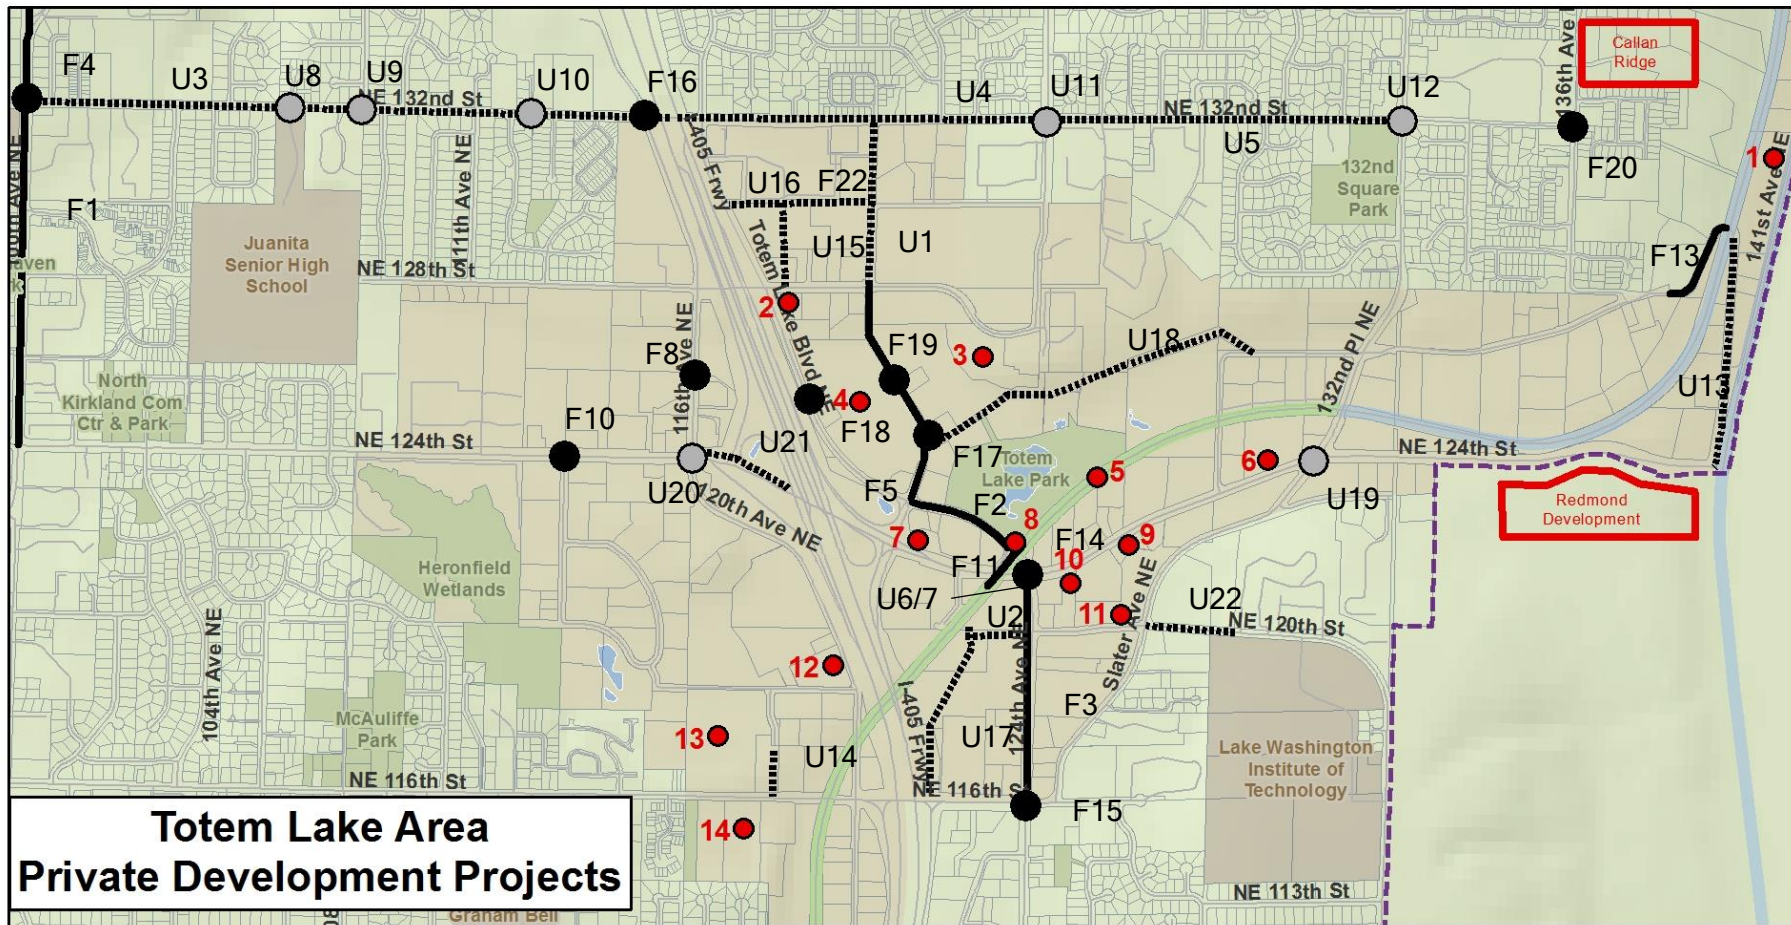 F4
U3
U8
U9
NE 132nd St
U10
F16
U4
U11
NE 132nd St
U5
U12
136th Ave
Callan
Ridge
F20
1
141st Ave NE
F1
111th Ave NE
I-405 Frwy
U16
F22
132nd
Square
Park
Juanita
Senior High
School
NE 128th St
Totem Lake Blvd NE
U15
U1
F13
2
116th Ave NE
F8
F19
3
U18
132nd Pl NE
U13
North
Kirkland Com
Ctr & Park
4
F18
F10
NE 124th St
U21
F17
Totem
Lake Park
5
6
NE 124th St
U20
120th Ave NE
F5
F2
U19
Redmond
Development
7
8
F14
9
10
Heronfield
Wetlands
F11
U6/7
U2
11
Slater Ave NE
U22
NE 120th St
104th Ave NE
12
124th Ave NE
F3
McAuliffe
Park
13
U14
I-405 Frwy
U17
Lake Washington
Institute of
Technology
NE 116th St
NE 116th S
F15
14
Totem Lake Area
Private Development Projects
NE 113th St
Graham Bell